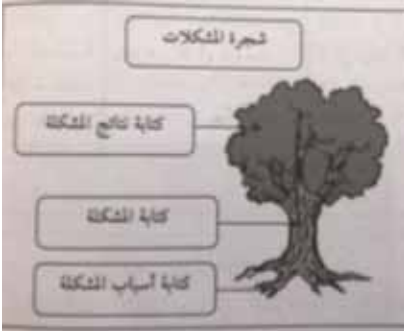 شجرة المشكلات
كتابة نتائج المشكلة
كتابة المشكلة
كتابة أسباب المشكلة